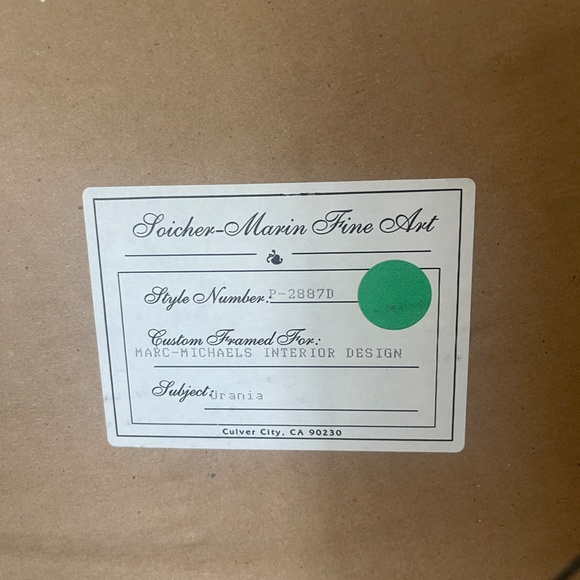 Soicher-Marin Fine Art
Style Number: P-2887D
Custom Framed For:
MARC-MICHAELS INTERIOR DESIGN
Subject: Urania
Culver City, CA 90230